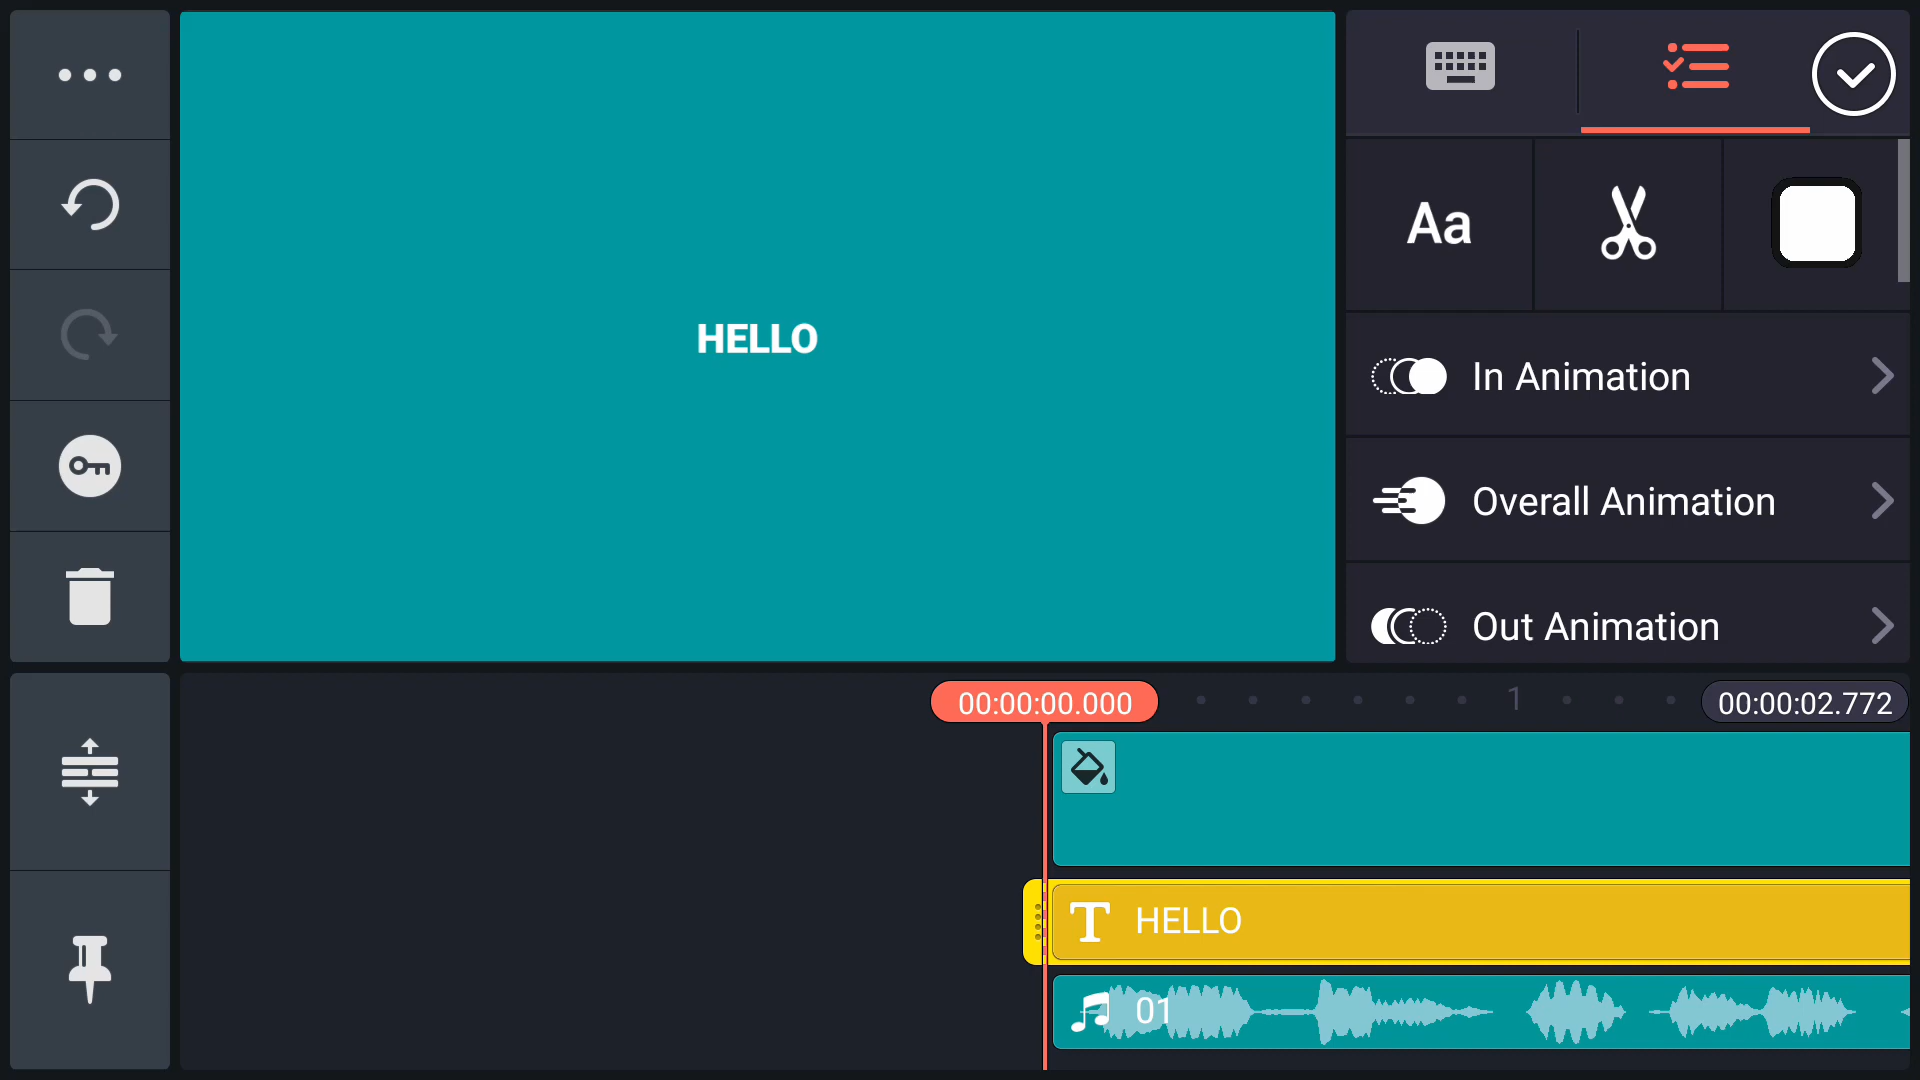 HELLO
Aa
In Animation
Overall Animation
Out Animation
00:00:00.000
1
00:00:02.772
T HELLO
01